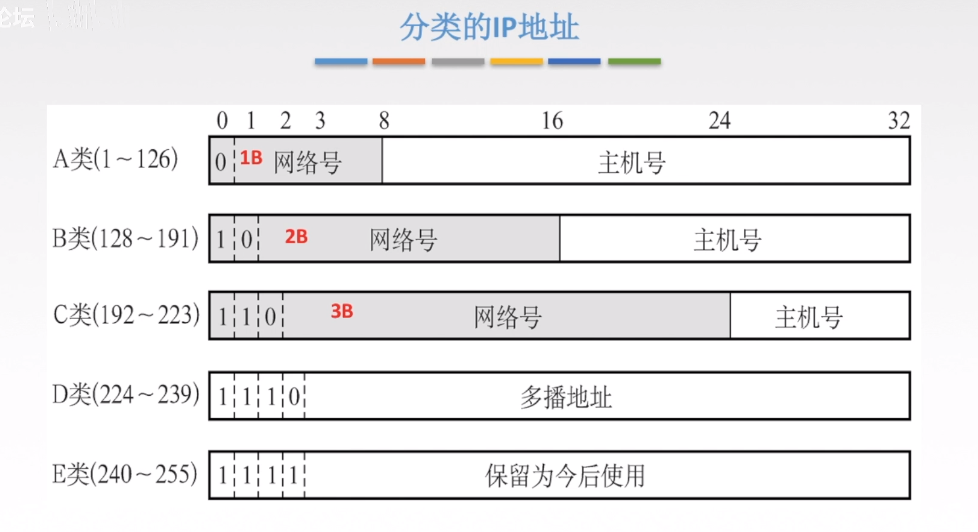 论坛
分类的IP地址
0 1 2 3 8 16 24 32
A类(1～126) 0 1B 网络号 主机号
B类(128～191) 1 0 2B 网络号 主机号
C类(192～223) 1 1 0 3B 网络号 主机号
D类(224～239) 1 1 1 0 多播地址
E类(240～255) 1 1 1 1 保留为今后使用